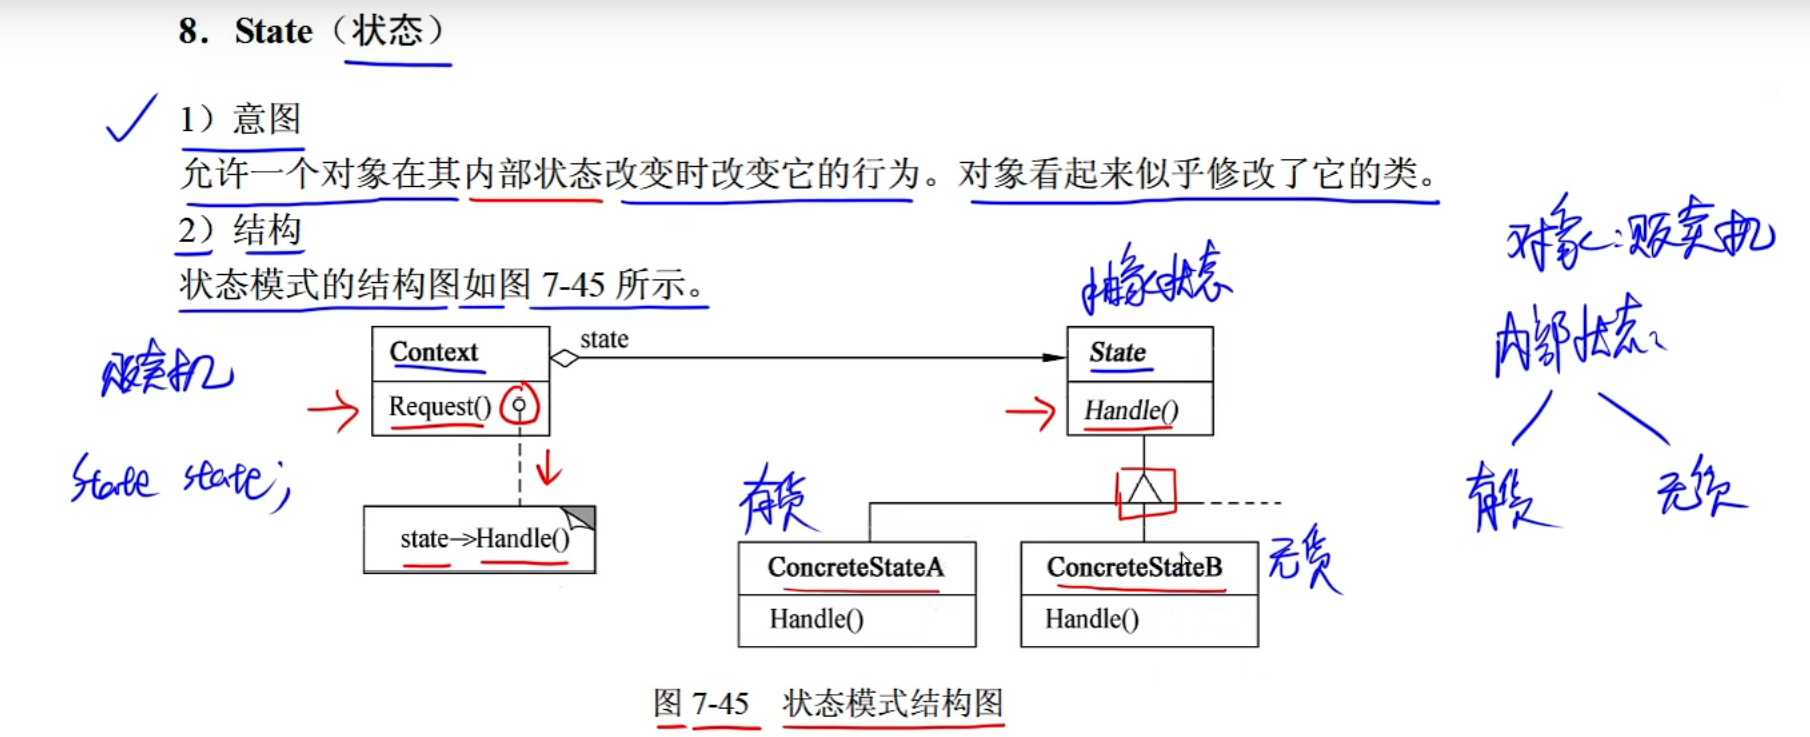 8．State（状态）
1）意图
允许一个对象在其内部状态改变时改变它的行为。对象看起来似乎修改了它的类。
2）结构
状态模式的结构图如图 7-45 所示。
对象：贩卖机
抽象状态
内部状态：
贩卖机
Context
state
State
Request()
Handle()
State state;
有货
有货
无货
state->Handle()
ConcreteStateA
ConcreteStateB
无货
Handle()
Handle()
图 7-45 状态模式结构图